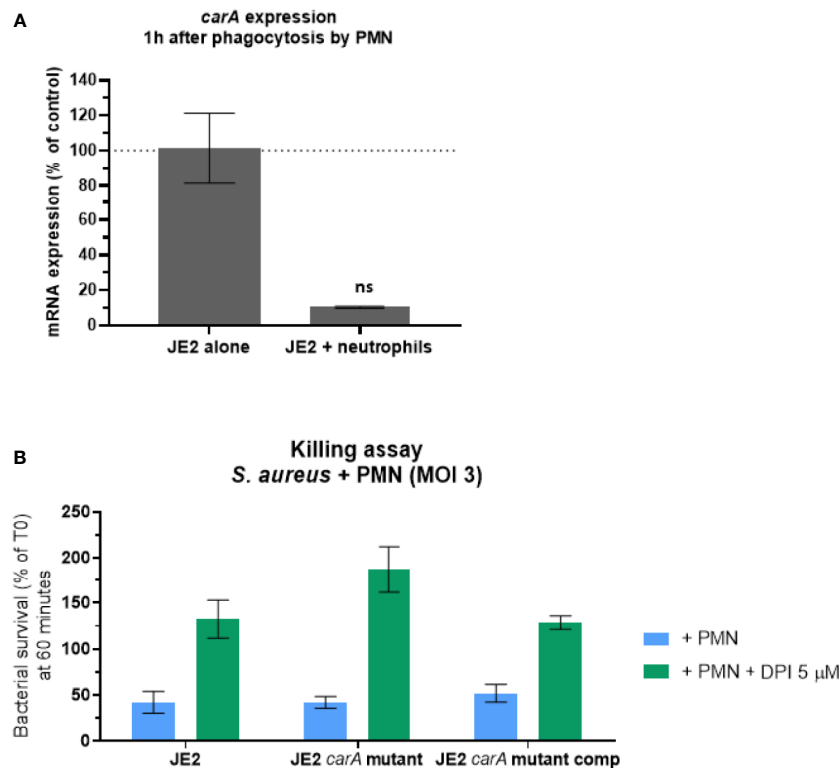 A
carA expression
1h after phagocytosis by PMN
mRNA expression (% of control)
140
120
100
80
60
40
20
0
ns
JE2 alone
JE2 + neutrophils
B
Killing assay
S. aureus + PMN (MOI 3)
Bacterial survival (% of T0)
at 60 minutes
250
200
150
100
50
0
JE2
JE2 carA mutant
JE2 carA mutant comp
+ PMN
+ PMN + DPI 5 µM